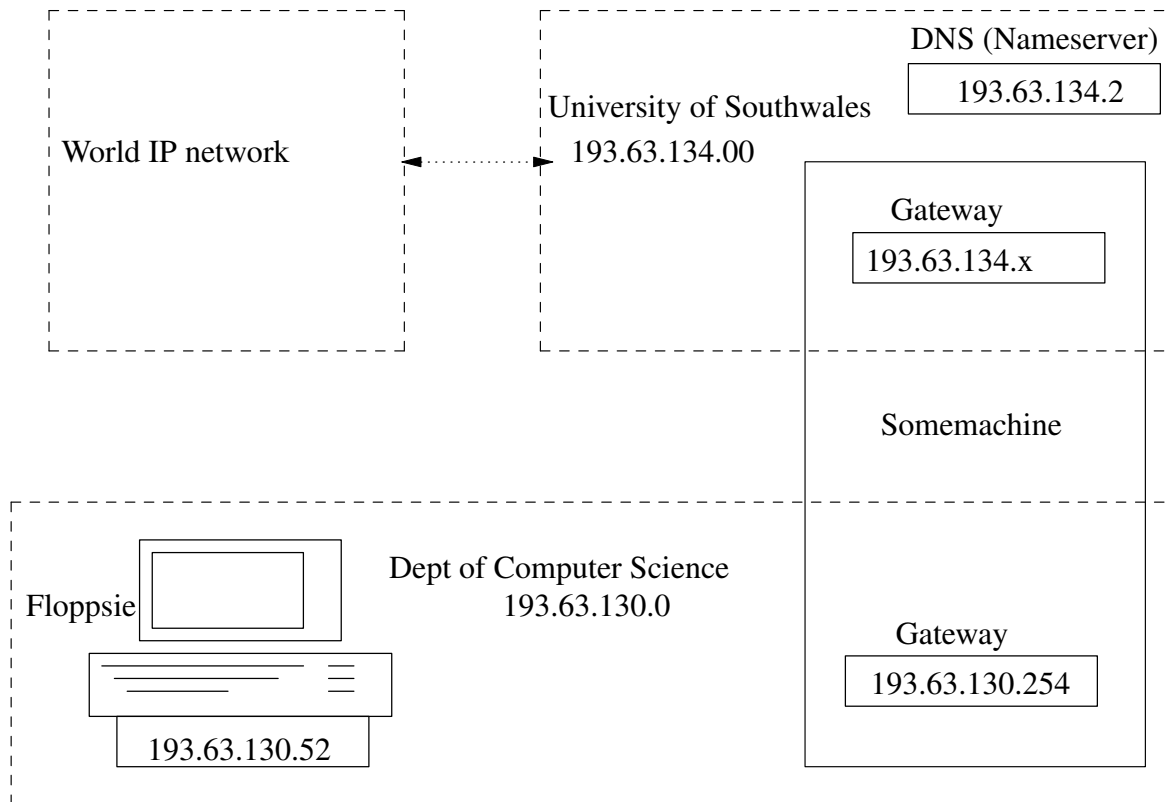 DNS (Nameserver)
193.63.134.2
University of Southwales
193.63.134.00
World IP network
Gateway
193.63.134.x
Somemachine
Dept of Computer Science
193.63.130.0
Floppsie
Gateway
193.63.130.254
193.63.130.52